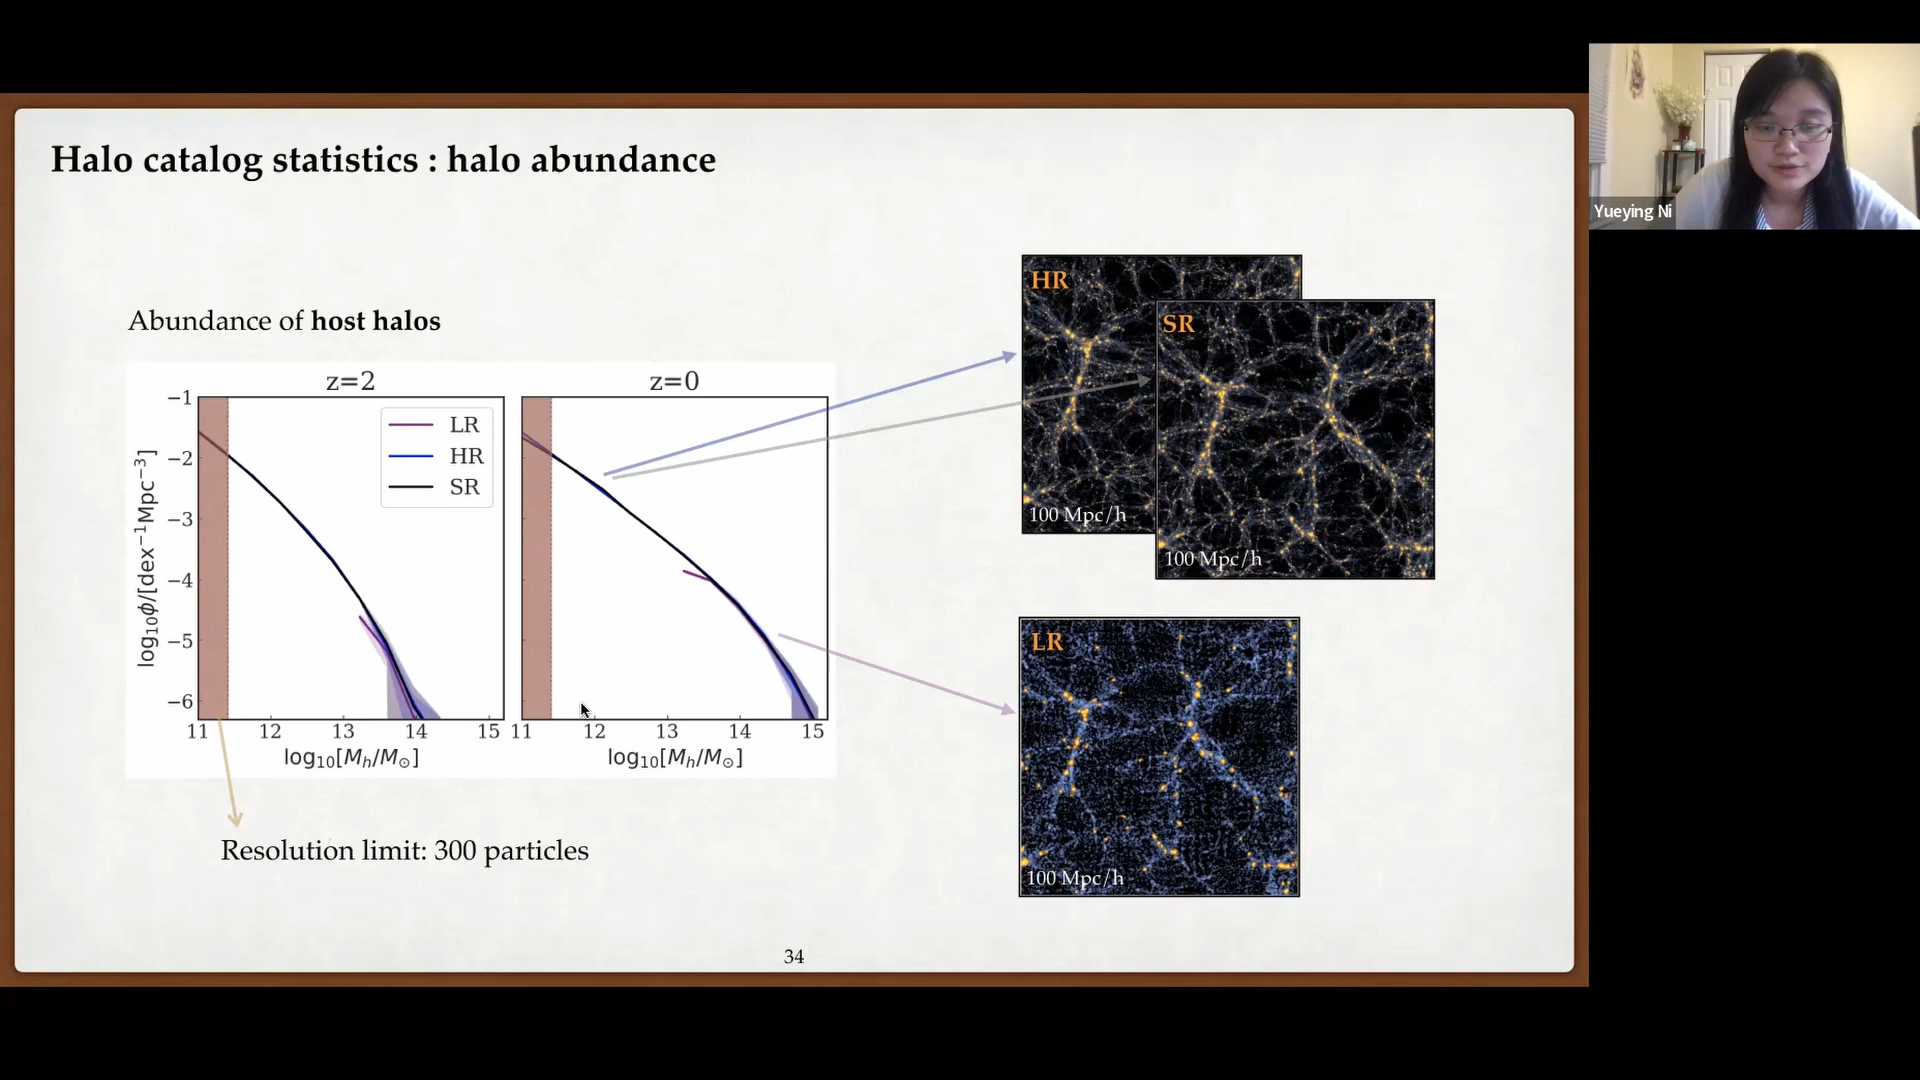 Halo catalog statistics : halo abundance
Yueying Ni
Abundance of host halos
z=2
z=0
LR
HR
SR
log₁₀ϕ/[dex⁻¹Mpc⁻³]
−1
−2
−3
−4
−5
−6
11 12 13 14 15
11 12 13 14 15
log₁₀[Mₕ/M⊙]
log₁₀[Mₕ/M⊙]
Resolution limit: 300 particles
HR
100 Mpc/h
SR
100 Mpc/h
LR
100 Mpc/h
34